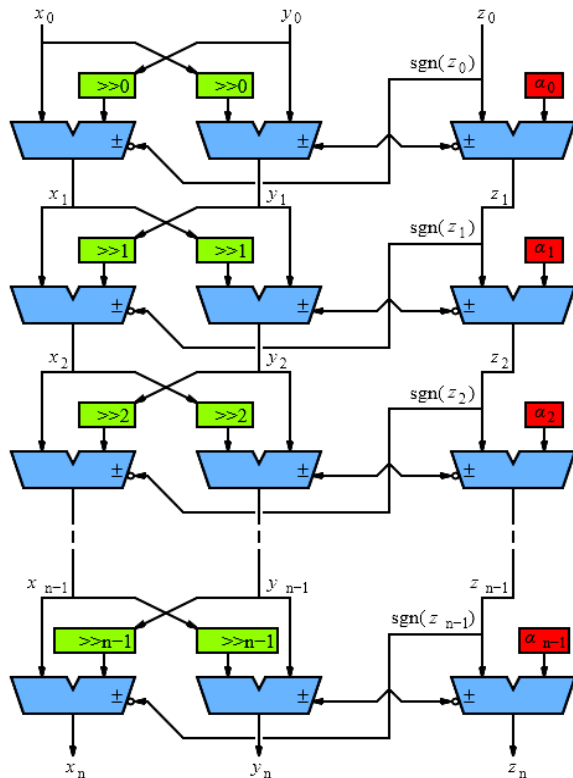 x0 y0 z0
sgn(z0)
>>0 >>0 α0
± ± ±
x1 y1 z1
sgn(z1)
>>1 >>1 α1
± ± ±
x2 y2 z2
sgn(z2)
>>2 >>2 α2
± ± ±
x n−1 y n−1 z n−1
sgn(z n−1)
>>n−1 >>n−1 α n−1
± ± ±
xn yn zn